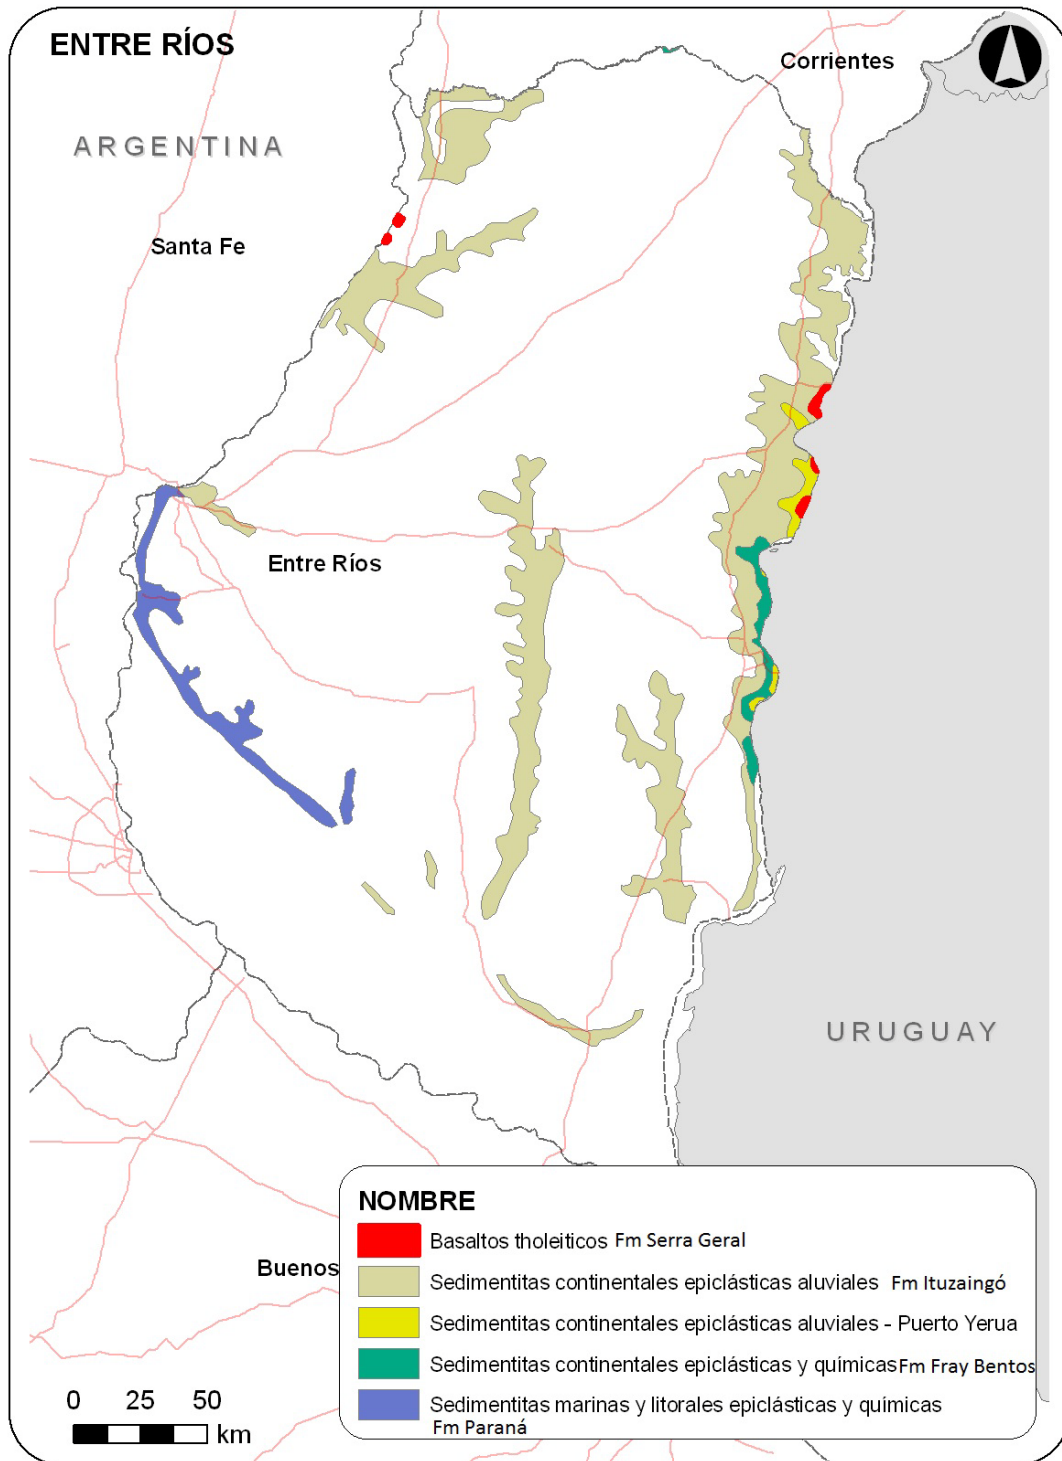 ENTRE RÍOS
Corrientes
ARGENTINA
Santa Fe
Entre Ríos
URUGUAY
Buenos
NOMBRE
Basaltos tholeiticos Fm Serra Geral
Sedimentitas continentales epiclásticas aluviales Fm Ituzaingó
Sedimentitas continentales epiclásticas aluviales - Puerto Yerua
Sedimentitas continentales epiclásticas y químicas Fm Fray Bentos
Sedimentitas marinas y litorales epiclásticas y químicas
Fm Paraná
0 25 50
km